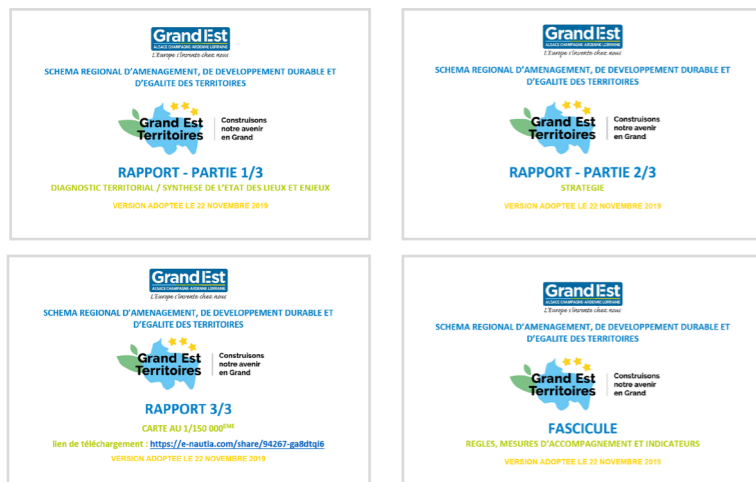 Grand Est
ALSACE CHAMPAGNE-ARDENNE LORRAINE
L'Europe s'invente chez nous
SCHEMA REGIONAL D'AMENAGEMENT, DE DEVELOPPEMENT DURABLE ET
D'EGALITE DES TERRITOIRES
Grand Est
Territoires
Construisons
notre avenir
en Grand
RAPPORT - PARTIE 1/3
DIAGNOSTIC TERRITORIAL / SYNTHESE DE L'ETAT DES LIEUX ET ENJEUX
VERSION ADOPTEE LE 22 NOVEMBRE 2019
Grand Est
ALSACE CHAMPAGNE-ARDENNE LORRAINE
L'Europe s'invente chez nous
SCHEMA REGIONAL D'AMENAGEMENT, DE DEVELOPPEMENT DURABLE ET
D'EGALITE DES TERRITOIRES
Grand Est
Territoires
Construisons
notre avenir
en Grand
RAPPORT - PARTIE 2/3
STRATEGIE
VERSION ADOPTEE LE 22 NOVEMBRE 2019
Grand Est
ALSACE CHAMPAGNE-ARDENNE LORRAINE
L'Europe s'invente chez nous
SCHEMA REGIONAL D'AMENAGEMENT, DE DEVELOPPEMENT DURABLE ET
D'EGALITE DES TERRITOIRES
Grand Est
Territoires
Construisons
notre avenir
en Grand
RAPPORT 3/3
CARTE AU 1/150 000EME
lien de téléchargement : https://e-nautia.com/share/94267-ga8dtqi6
VERSION ADOPTEE LE 22 NOVEMBRE 2019
Grand Est
ALSACE CHAMPAGNE-ARDENNE LORRAINE
L'Europe s'invente chez nous
SCHEMA REGIONAL D'AMENAGEMENT, DE DEVELOPPEMENT DURABLE ET
D'EGALITE DES TERRITOIRES
Grand Est
Territoires
Construisons
notre avenir
en Grand
FASCICULE
REGLES, MESURES D'ACCOMPAGNEMENT ET INDICATEURS
VERSION ADOPTEE LE 22 NOVEMBRE 2019